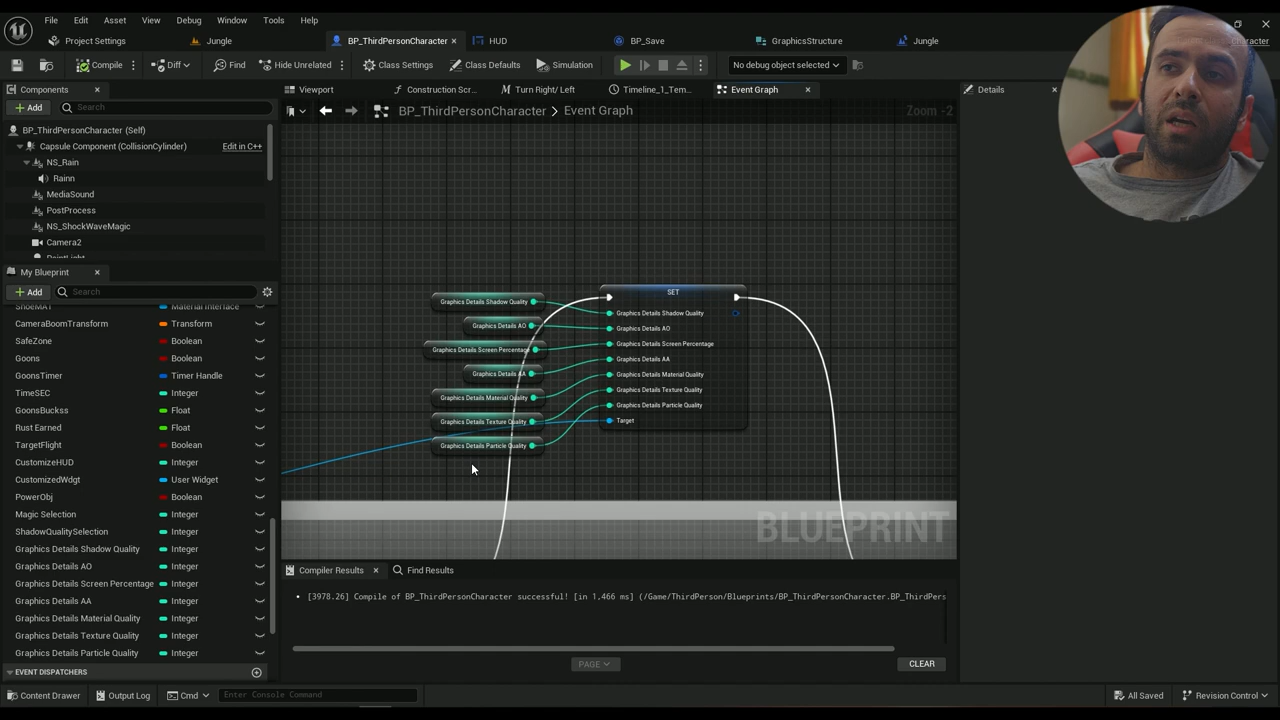 File Edit Asset View Debug Window Tools Help
Project Settings Jungle BP_ThirdPersonCharacter HUD BP_Save GraphicsStructure Jungle Character
Compile Diff Find Hide Unrelated Class Settings Class Defaults Simulation No debug object selected
Components
Add Search
BP_ThirdPersonCharacter (Self)
Capsule Component (CollisionCylinder) Edit in C++
NS_Rain
Rainn
MediaSound
PostProcess
NS_ShockWaveMagic
Camera2
My Blueprint
Add Search
ShoeMAT Material Interface
CameraBoomTransform Transform
SafeZone Boolean
Goons Boolean
GoonsTimer Timer Handle
TimeSEC Integer
GoonsBuckss Float
Rust Earned Float
TargetFlight Boolean
CustomizeHUD Integer
CustomizedWdgt User Widget
PowerObj Boolean
Magic Selection Integer
ShadowQualitySelection Integer
Graphics Details Shadow Quality Integer
Graphics Details AO Integer
Graphics Details Screen Percentage Integer
Graphics Details AA Integer
Graphics Details Material Quality Integer
Graphics Details Texture Quality Integer
Graphics Details Particle Quality Integer
EVENT DISPATCHERS
Viewport Construction Scr... Turn Right/ Left Timeline_1_Tem... Event Graph
BP_ThirdPersonCharacter > Event Graph Zoom -2
Graphics Details Shadow Quality
Graphics Details AO
Graphics Details Screen Percentage
Graphics Details AA
Graphics Details Material Quality
Graphics Details Texture Quality
Graphics Details Particle Quality
SET
Graphics Details Shadow Quality
Graphics Details AO
Graphics Details Screen Percentage
Graphics Details AA
Graphics Details Material Quality
Graphics Details Texture Quality
Graphics Details Particle Quality
Target
BLUEPRINT
Compiler Results Find Results
[3978.26] Compile of BP_ThirdPersonCharacter successful! [in 1.466 ms] (/Game/ThirdPerson/Blueprints/BP_ThirdPersonCharacter.BP_ThirdPers
PAGE CLEAR
Details
Content Drawer Output Log Cmd Enter Console Command All Saved Revision Control